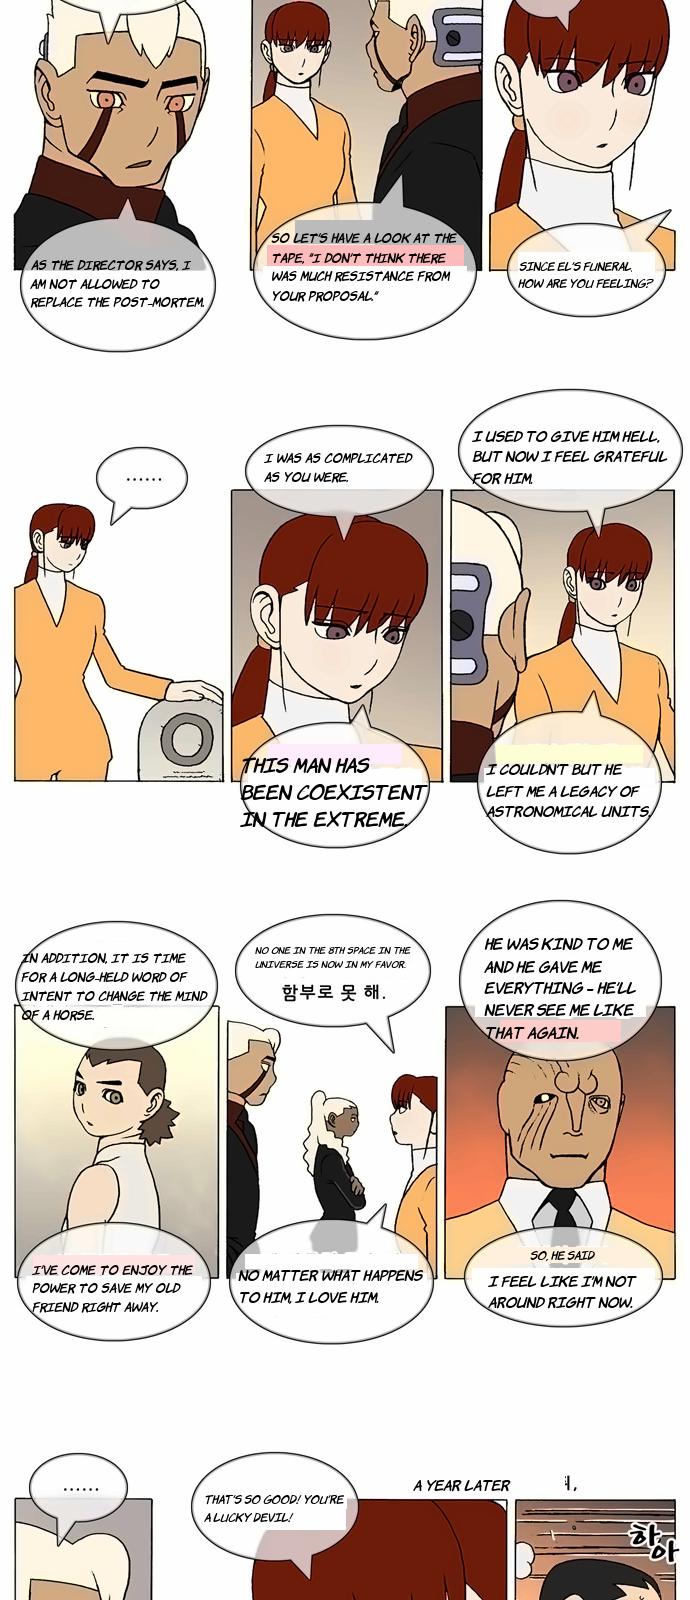 AS THE DIRECTOR SAYS, I
AM NOT ALLOWED TO
REPLACE THE POST-MORTEM.
SO LET'S HAVE A LOOK AT THE
TAPE, "I DON'T THINK THERE
WAS MUCH RESISTANCE FROM
YOUR PROPOSAL."
SINCE EL'S FUNERAL.
HOW ARE YOU FEELING?
......
I WAS AS COMPLICATED
AS YOU WERE.
THIS MAN HAS
BEEN COEXISTENT
IN THE EXTREME.
I USED TO GIVE HIM HELL,
BUT NOW I FEEL GRATEFUL
FOR HIM.
I COULDN'T BUT HE
LEFT ME A LEGACY OF
ASTRONOMICAL UNITS.
IN ADDITION, IT IS TIME
FOR A LONG-HELD WORD OF
INTENT TO CHANGE THE MIND
OF A HORSE.
I'VE COME TO ENJOY THE
POWER TO SAVE MY OLD
FRIEND RIGHT AWAY.
NO ONE IN THE 8TH SPACE IN THE
UNIVERSE IS NOW IN MY FAVOR.
함부로 못 해.
NO MATTER WHAT HAPPENS
TO HIM, I LOVE HIM.
HE WAS KIND TO ME
AND HE GAVE ME
EVERYTHING - HE'LL
NEVER SEE ME LIKE
THAT AGAIN.
SO, HE SAID
I FEEL LIKE I'M NOT
AROUND RIGHT NOW.
......
THAT'S SO GOOD! YOU'RE
A LUCKY DEVIL!
A YEAR LATER
하
아